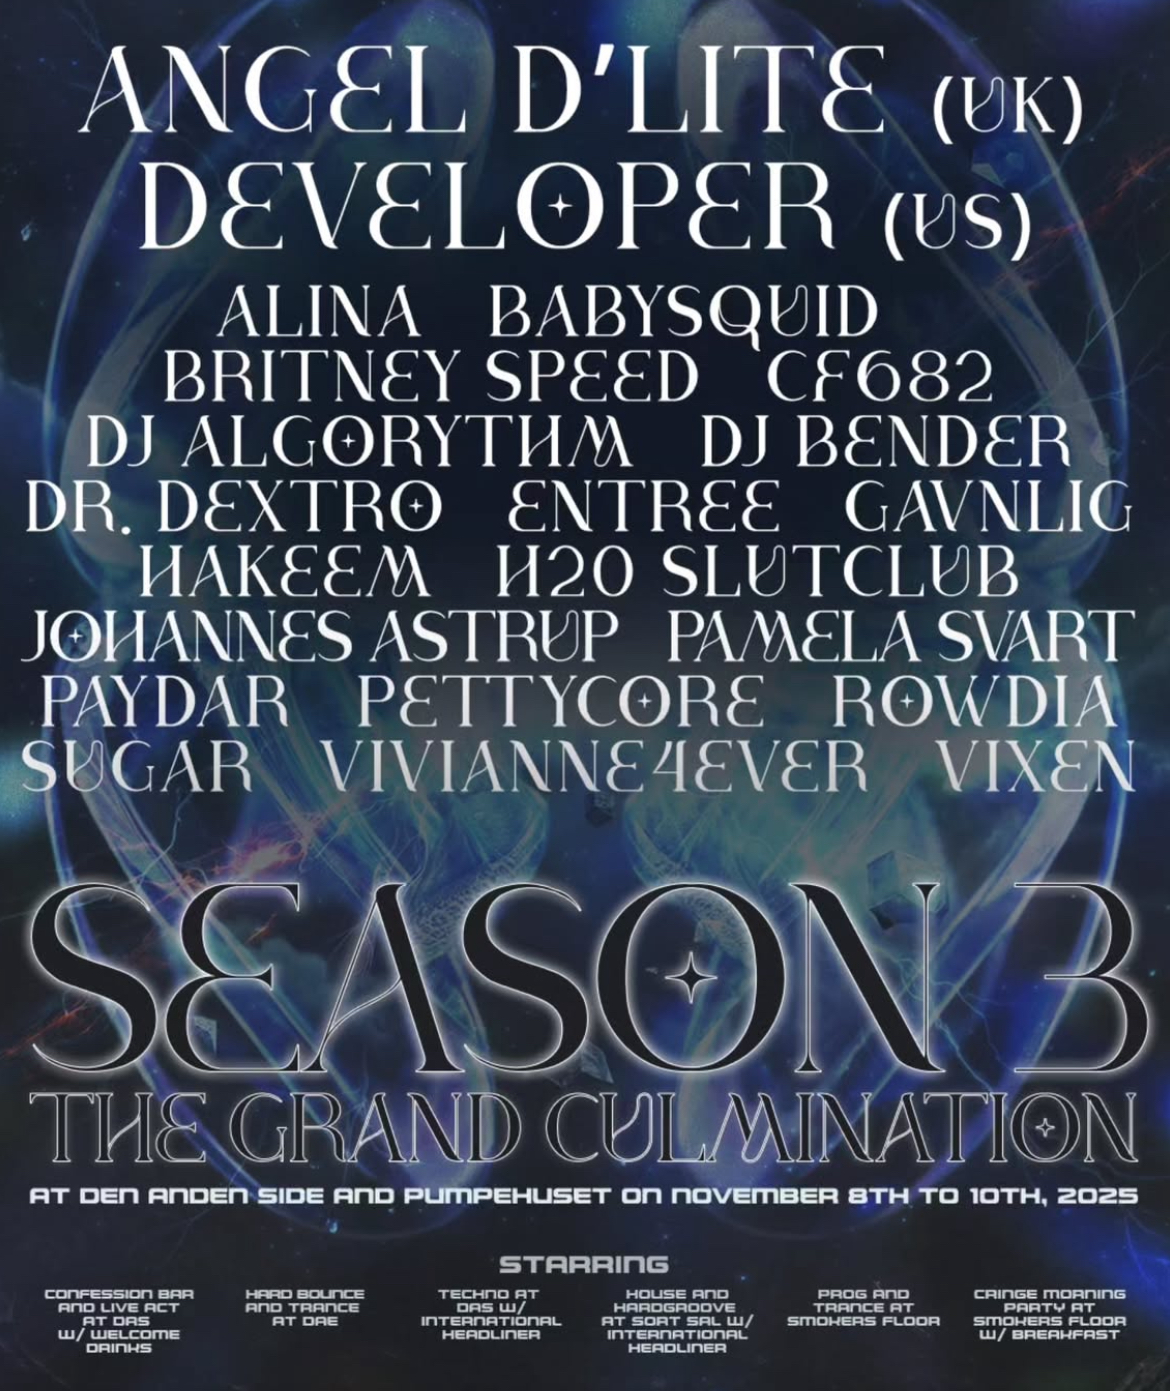 ANGEL D'LITE (UK)
DEVELOPER (US)
ALINA BABYSQUID
BRITNEY SPEED CF682
DJ ALGORYTHM DJ BENDER
DR. DEXTRO ENTREE GAVNLIG
HAKEEM H20 SLUTCLUB
JOHANNES ASTRUP PAMELA SVART
PAYDAR PETTYCORE ROWDIA
SUGAR VIVIANNE4EVER VIXEN
SEASON 3
THE GRAND CULMINATION
AT DEN ANDEN SIDE AND PUMPEHUSET ON NOVEMBER 8TH TO 10TH, 2025
STARRING
CONFESSION BAR
AND LIVE ACT
AT DAS
W/ WELCOME
DRINKS
HARD BOUNCE
AND TRANCE
AT DAE
TECHNO AT
DAS W/
INTERNATIONAL
HEADLINER
HOUSE AND
HARDGROOVE
AT SORT SAL W/
INTERNATIONAL
HEADLINER
PROG AND
TRANCE AT
SMOKERS FLOOR
CRINGE MORNING
PARTY AT
SMOKERS FLOOR
W/ BREAKFAST